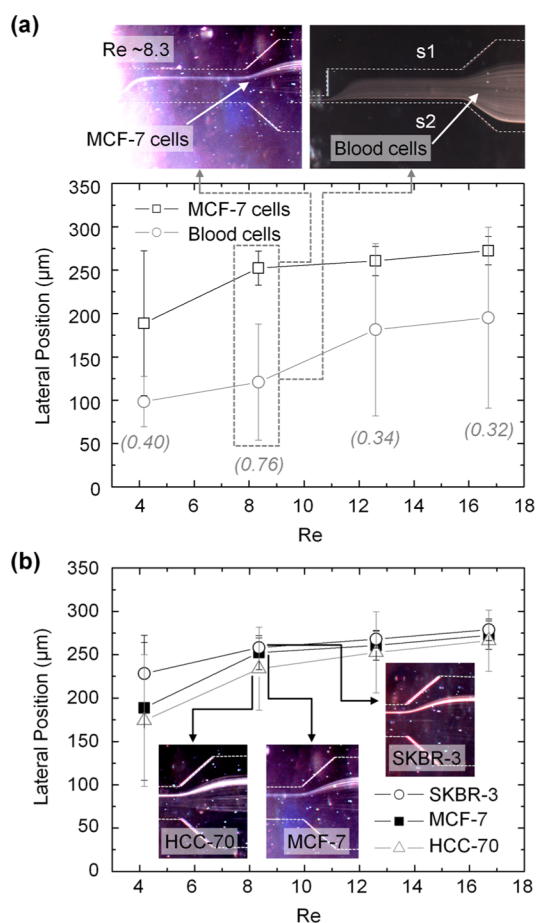 (a)
Re ~8.3
MCF-7 cells
s1
s2
Blood cells
350
300
250
200
150
100
50
0
Lateral Position (µm)
MCF-7 cells
Blood cells
(0.40)
(0.76)
(0.34)
(0.32)
4 6 8 10 12 14 16 18
Re
(b)
350
300
250
200
150
100
50
0
Lateral Position (µm)
HCC-70
MCF-7
SKBR-3
SKBR-3
MCF-7
HCC-70
4 6 8 10 12 14 16 18
Re